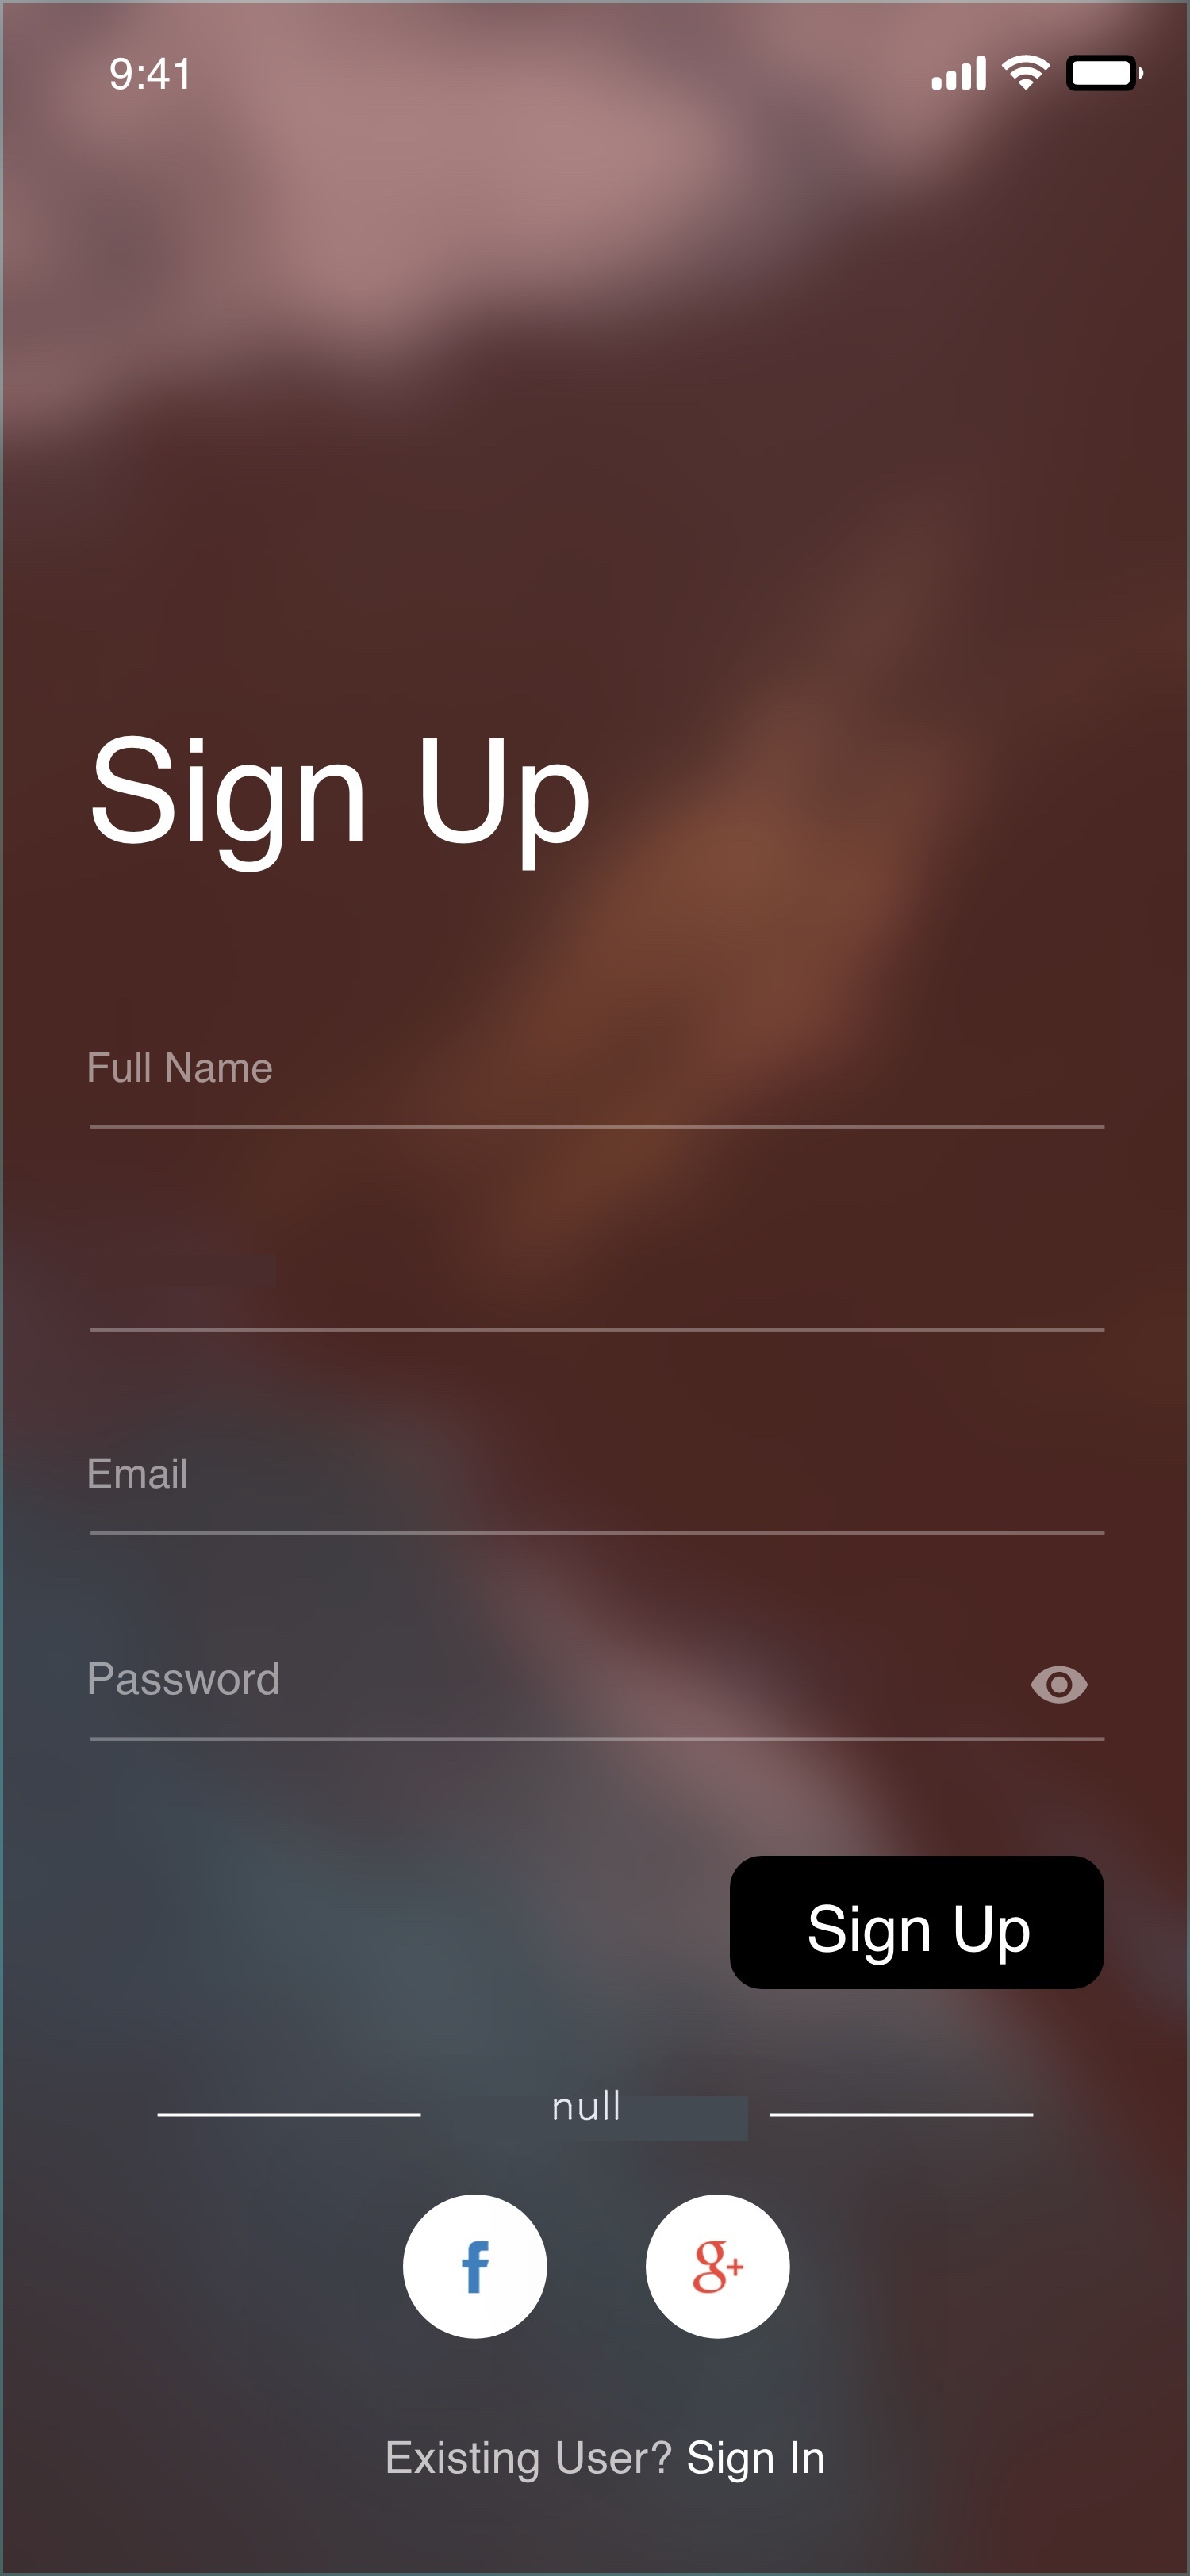 9:41
Sign Up
Full Name
Email
Password
Sign Up
null
f
g+
Existing User? Sign In